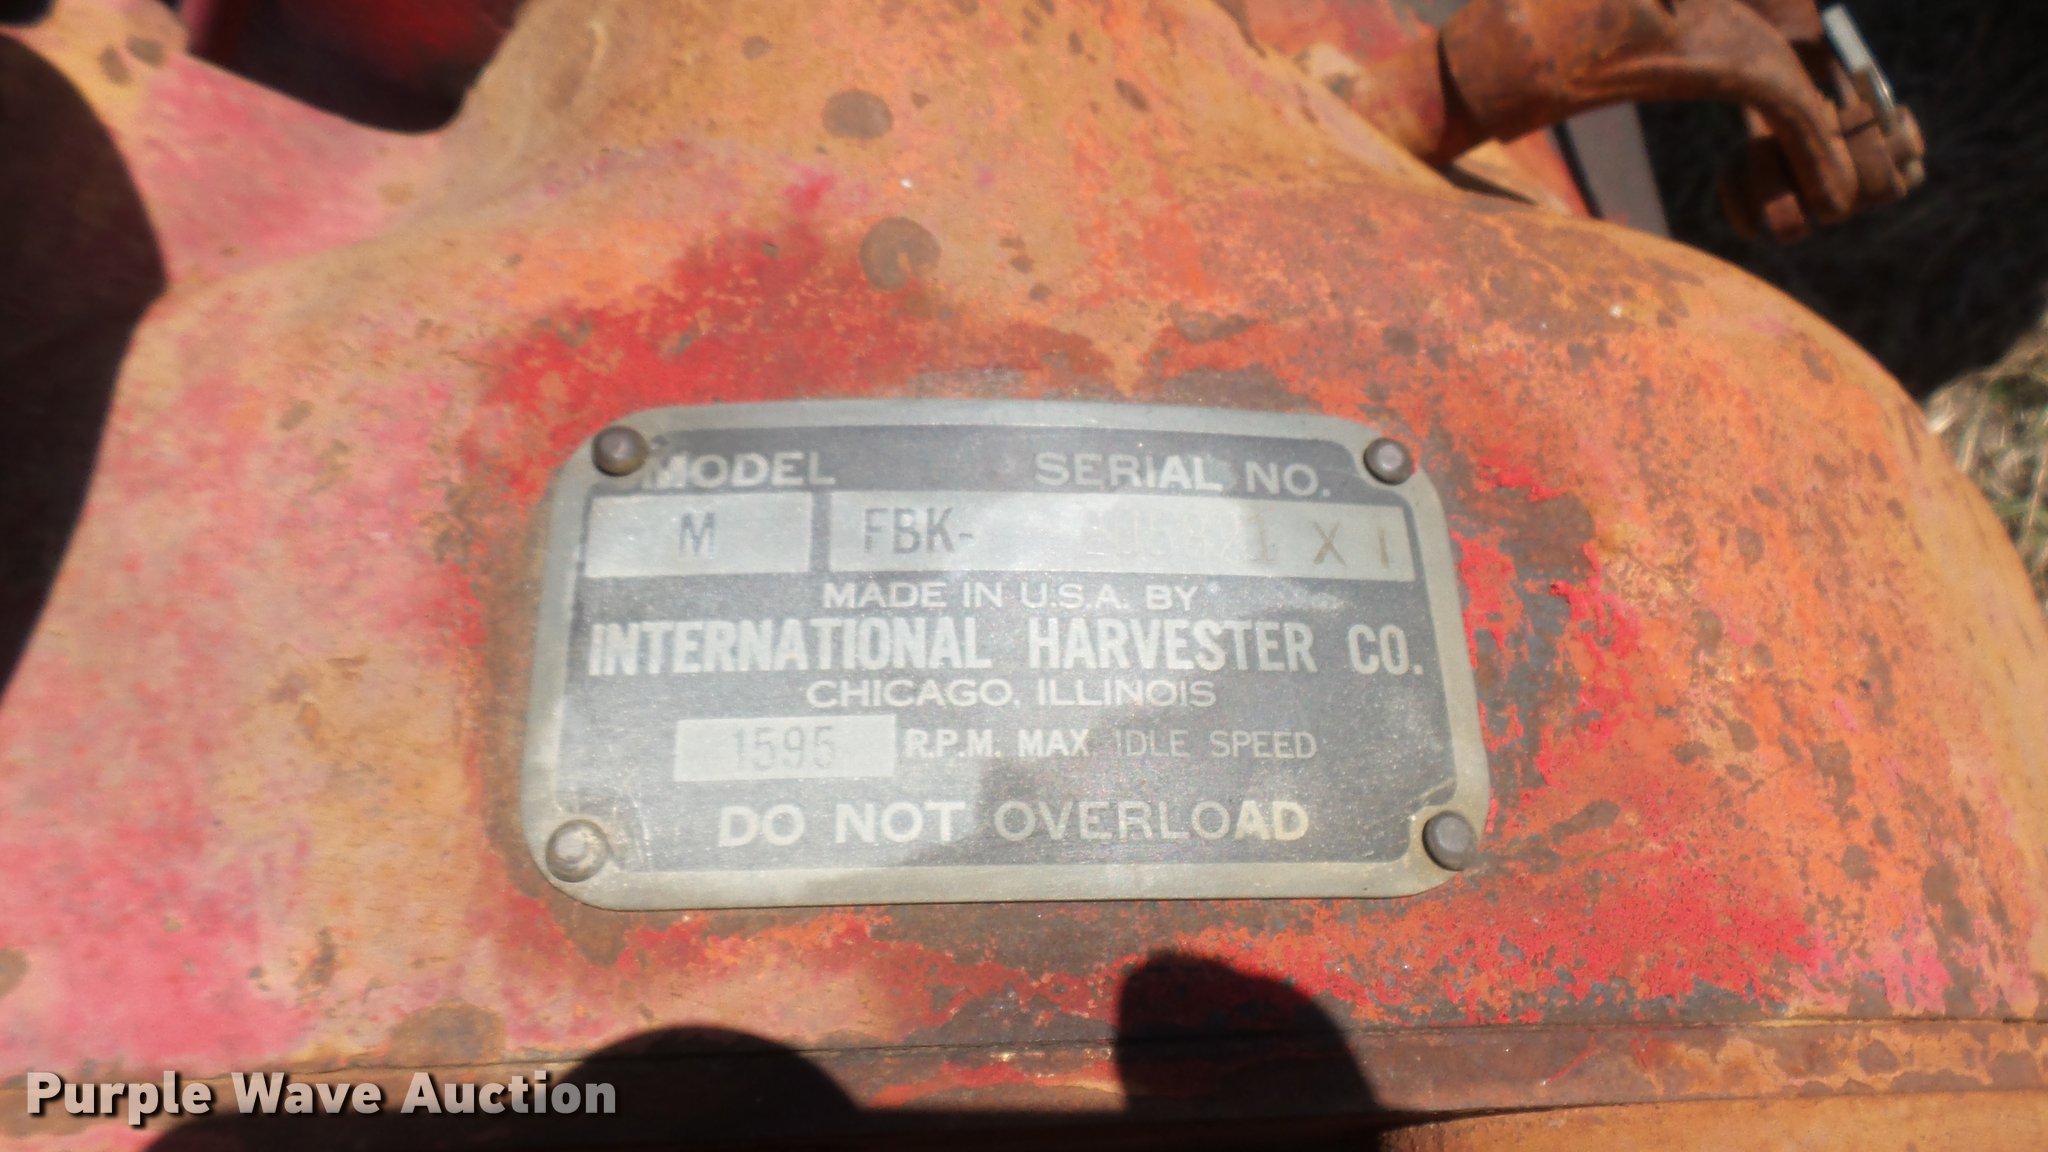 MODEL SERIAL NO.
M FBK- X 1
MADE IN U.S.A. BY
INTERNATIONAL HARVESTER CO.
CHICAGO, ILLINOIS
1595 R.P.M. MAX IDLE SPEED
DO NOT OVERLOAD
Purple Wave Auction